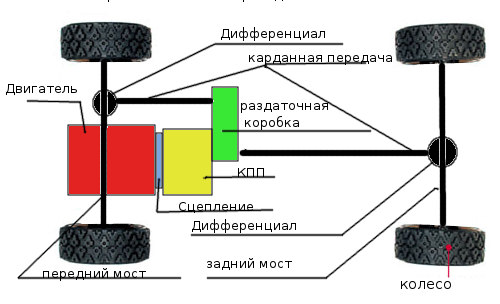 Дифференциал
карданная передача
Двигатель
раздаточная
коробка
КПП
Сцепление
Дифференциал
задний мост
передний мост
колесо